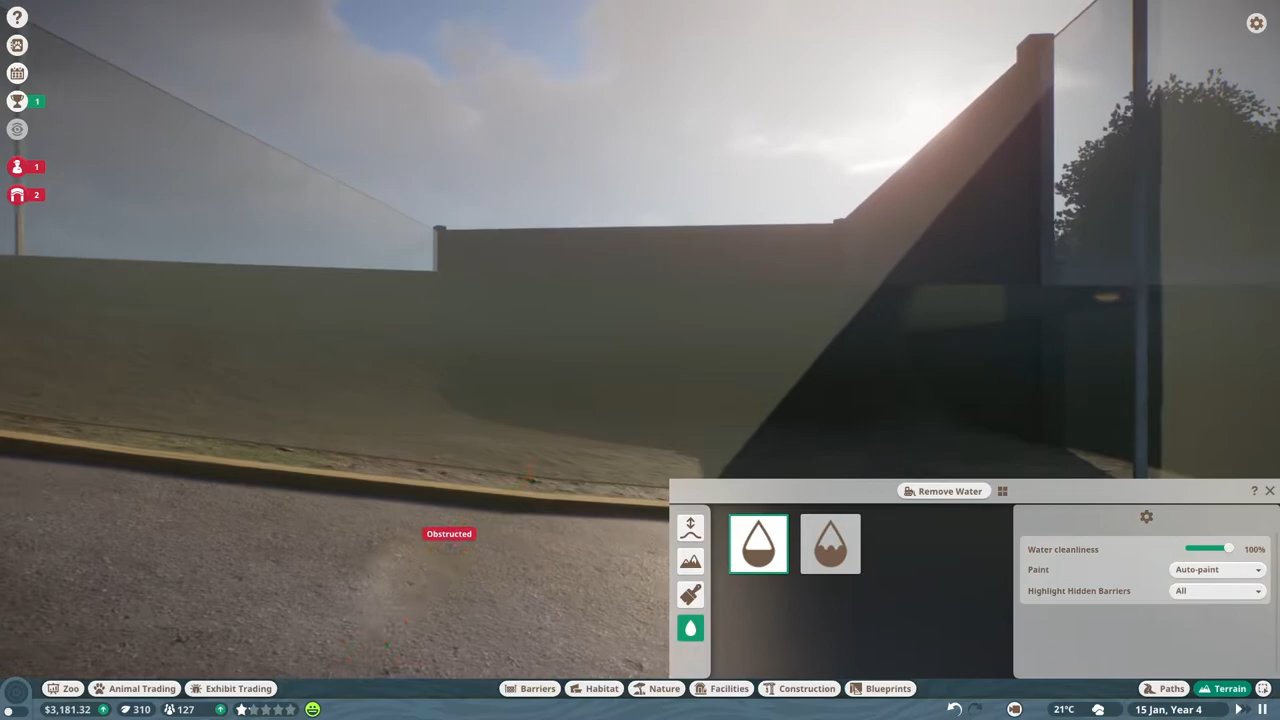 ?
1
1
2
Remove Water
?
Obstructed
Water cleanliness 100%
Paint Auto-paint
Highlight Hidden Barriers All
Zoo Animal Trading Exhibit Trading Barriers Habitat Nature Facilities Construction Blueprints Paths Terrain
$3,181.32 310 127 21°C 15 Jan, Year 4